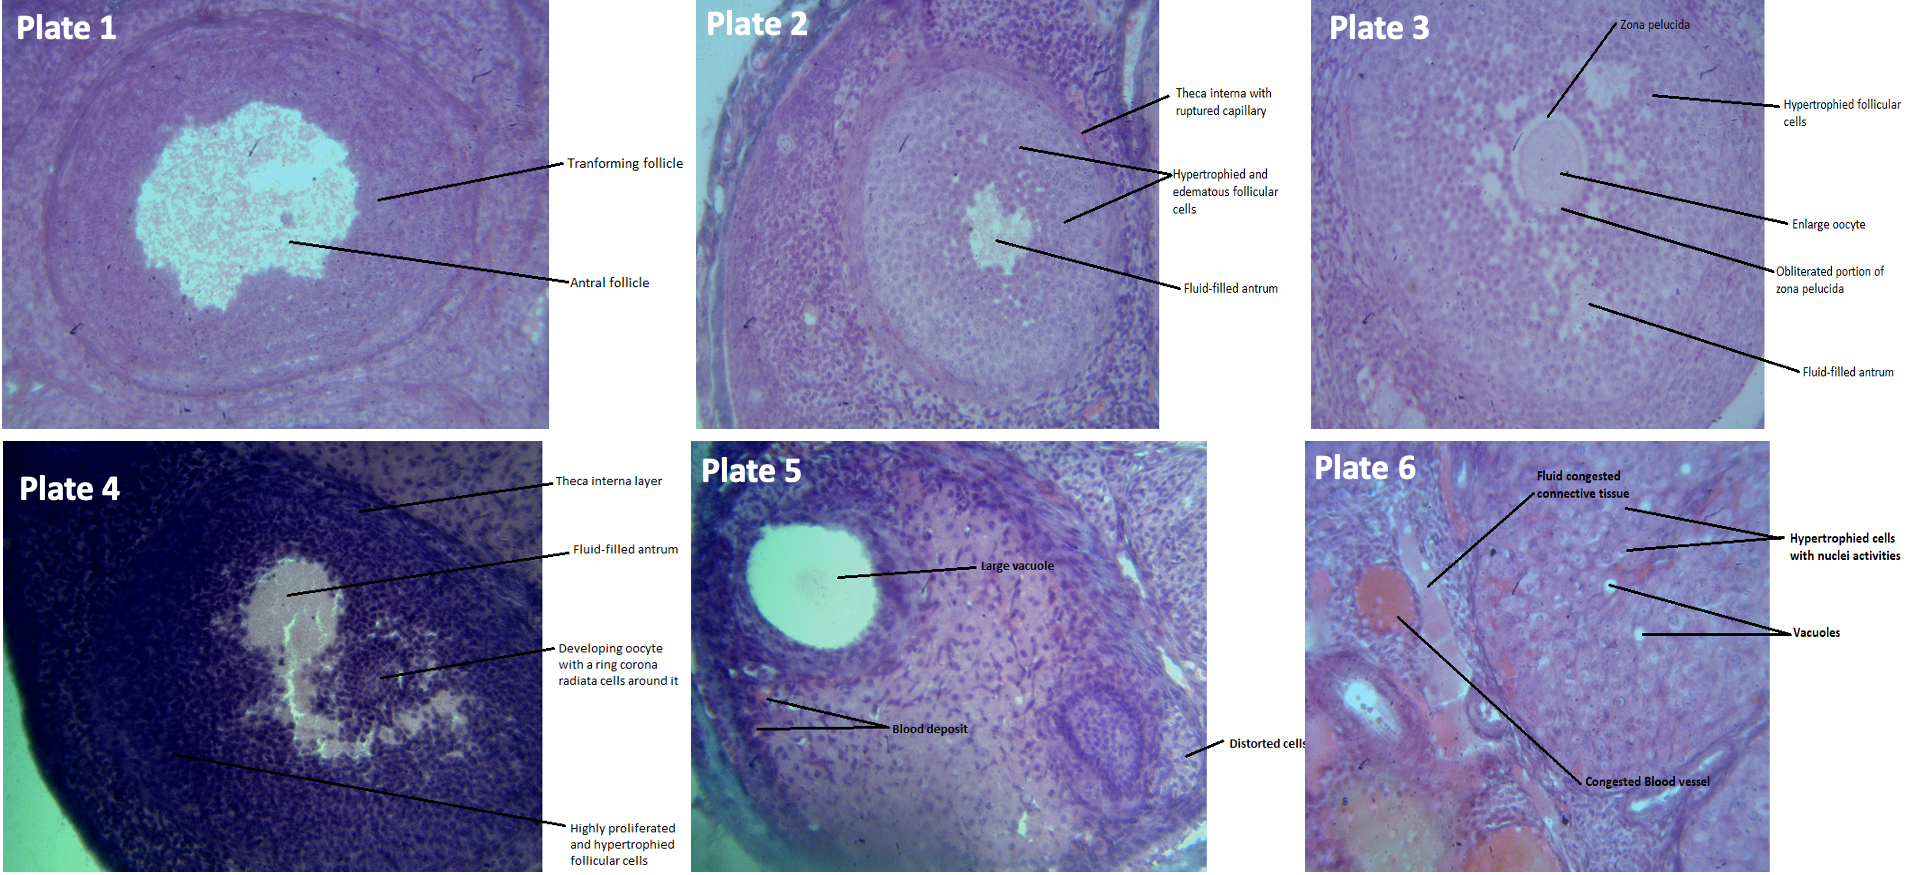 Plate 1
Tranforming follicle
Antral follicle
Plate 2
Theca interna with
ruptured capillary
Hypertrophied and
edematous follicular
cells
Fluid-filled antrum
Plate 3
Zona pelucida
Hypertrophied follicular
cells
Enlarge oocyte
Obliterated portion of
zona pelucida
Fluid-filled antrum
Plate 4
Theca interna layer
Fluid-filled antrum
Developing oocyte
with a ring corona
radiata cells around it
Highly proliferated
and hypertrophied
follicular cells
Plate 5
Large vacuole
Blood deposit
Distorted cells
Plate 6
Fluid congested
connective tissue
Hypertrophied cells
with nuclei activities
Vacuoles
Congested Blood vessel